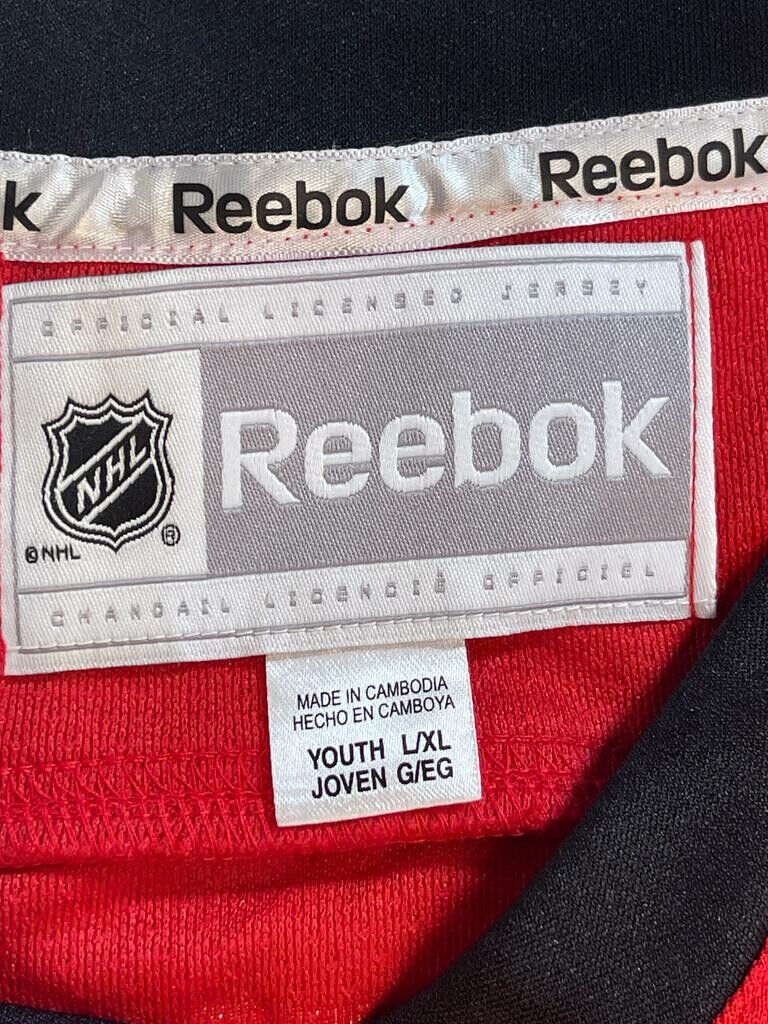 k Reebok Reebok
OFFICIAL LICENSED JERSEY
NHL
Reebok
©NHL ®
CHANDAIL LICENCIÉ OFFICIEL
MADE IN CAMBODIA
HECHO EN CAMBOYA
YOUTH L/XL
JOVEN G/EG